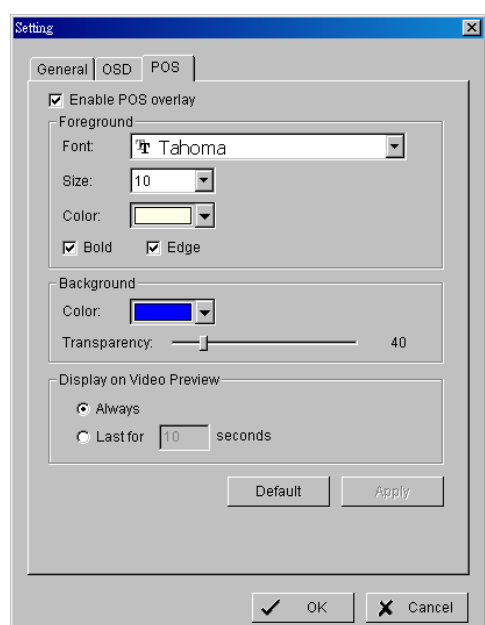 Setting
General OSD POS
Enable POS overlay
Foreground
Font: Tahoma
Size: 10
Color:
Bold Edge
Background
Color:
Transparency: 40
Display on Video Preview
Always
Last for 10 seconds
Default Apply
OK Cancel